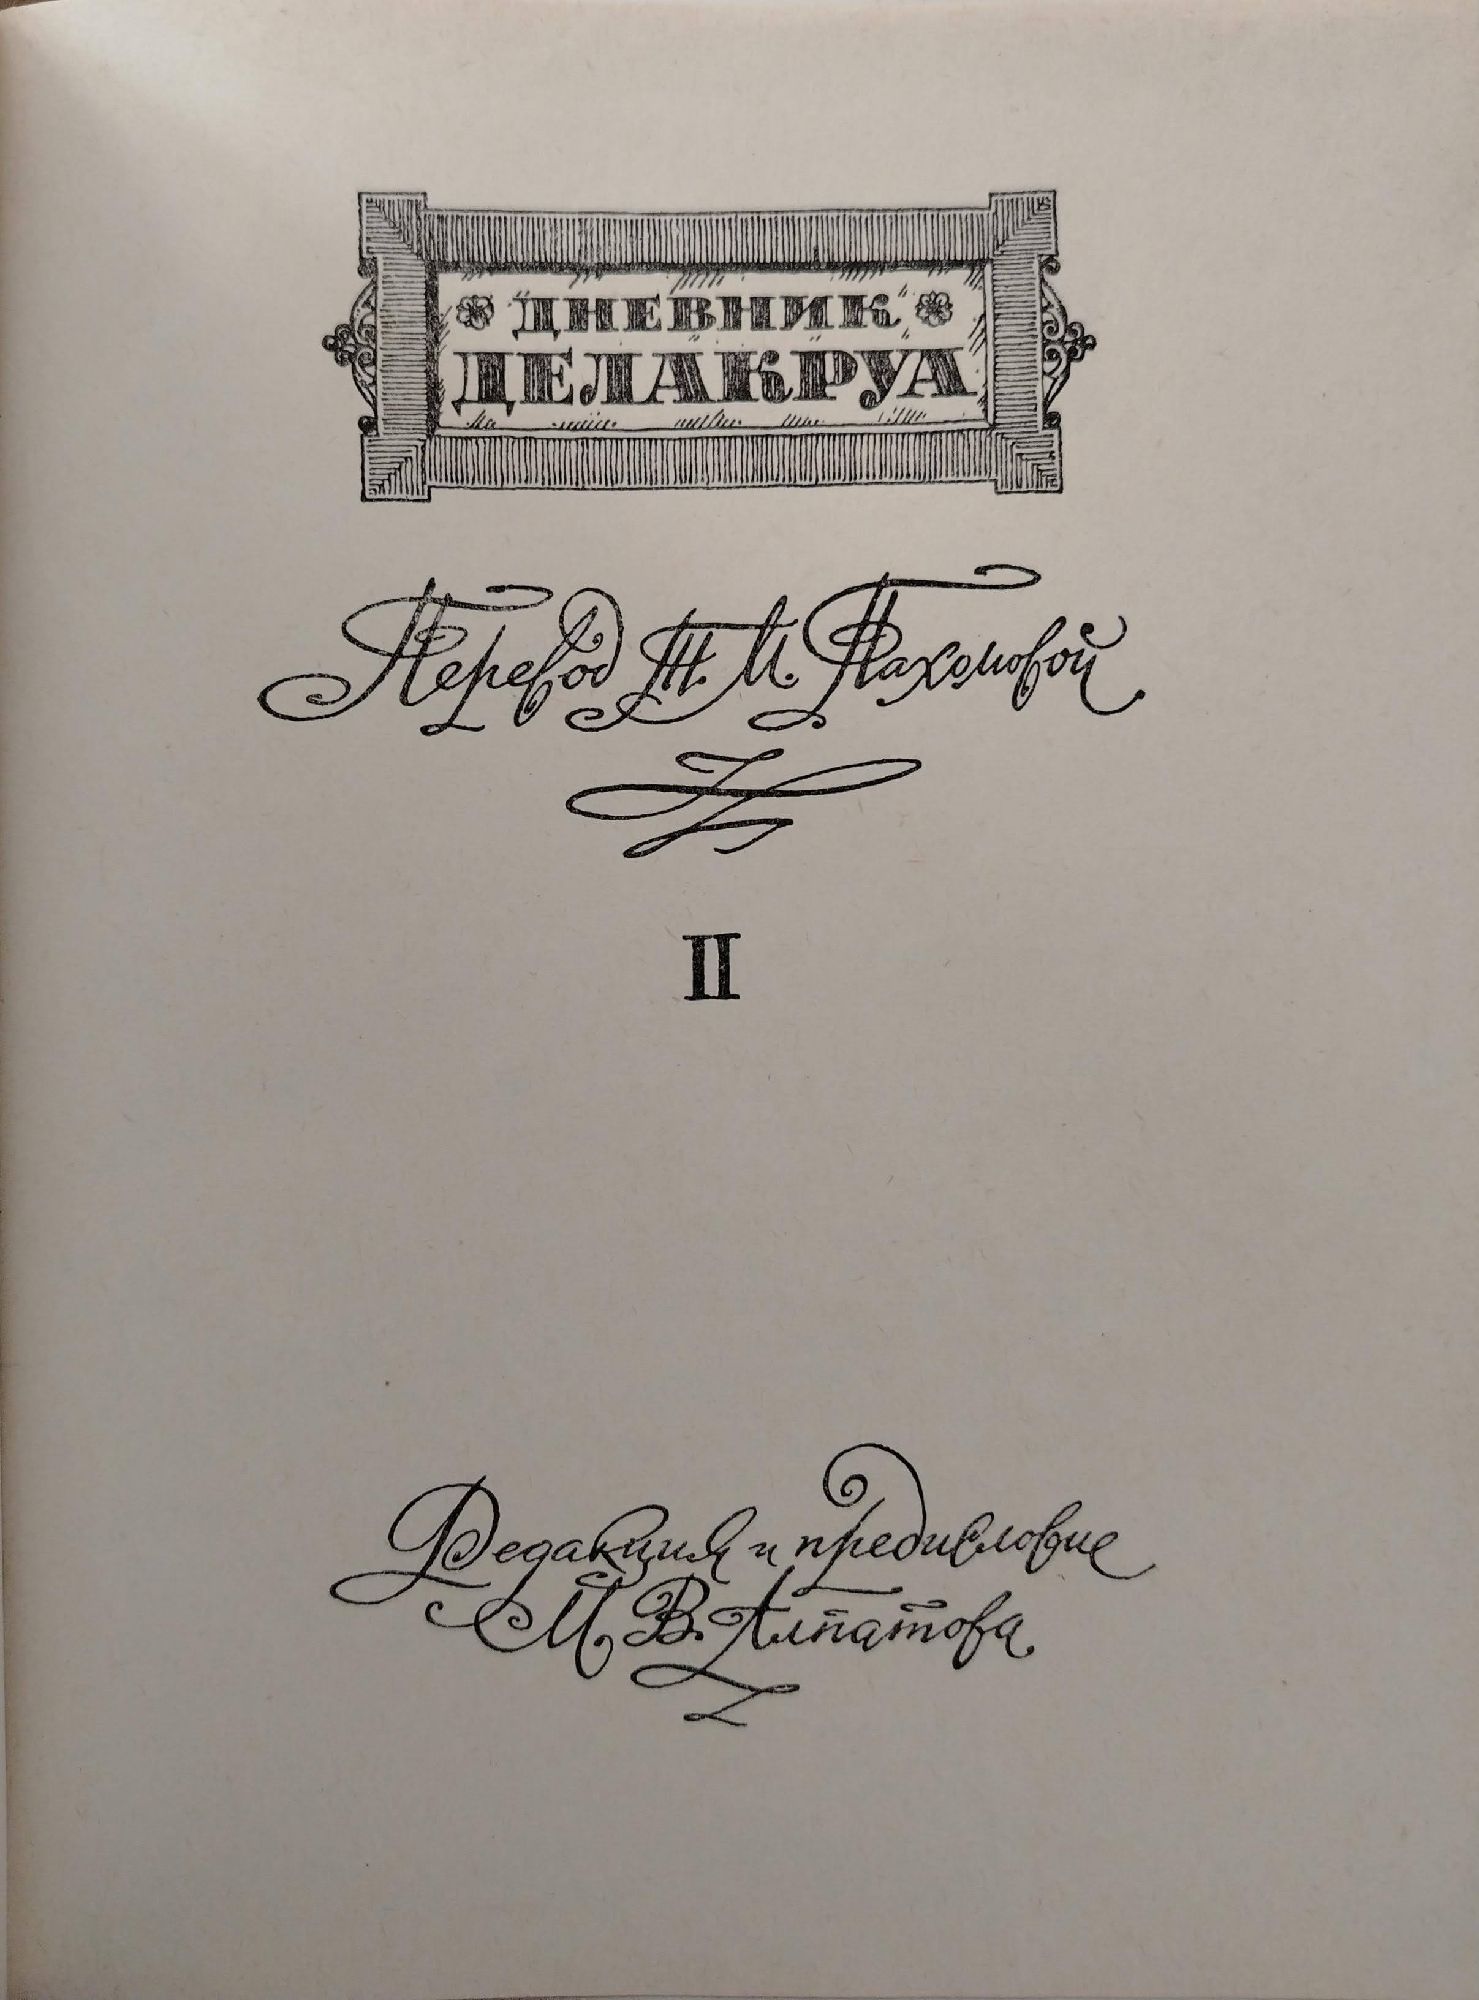 ДНЕВНИК
ДЕЛАКРУА
Перевод Т. М. Пахомовой
II
Редакция и предисловие
М. В. Алпатова